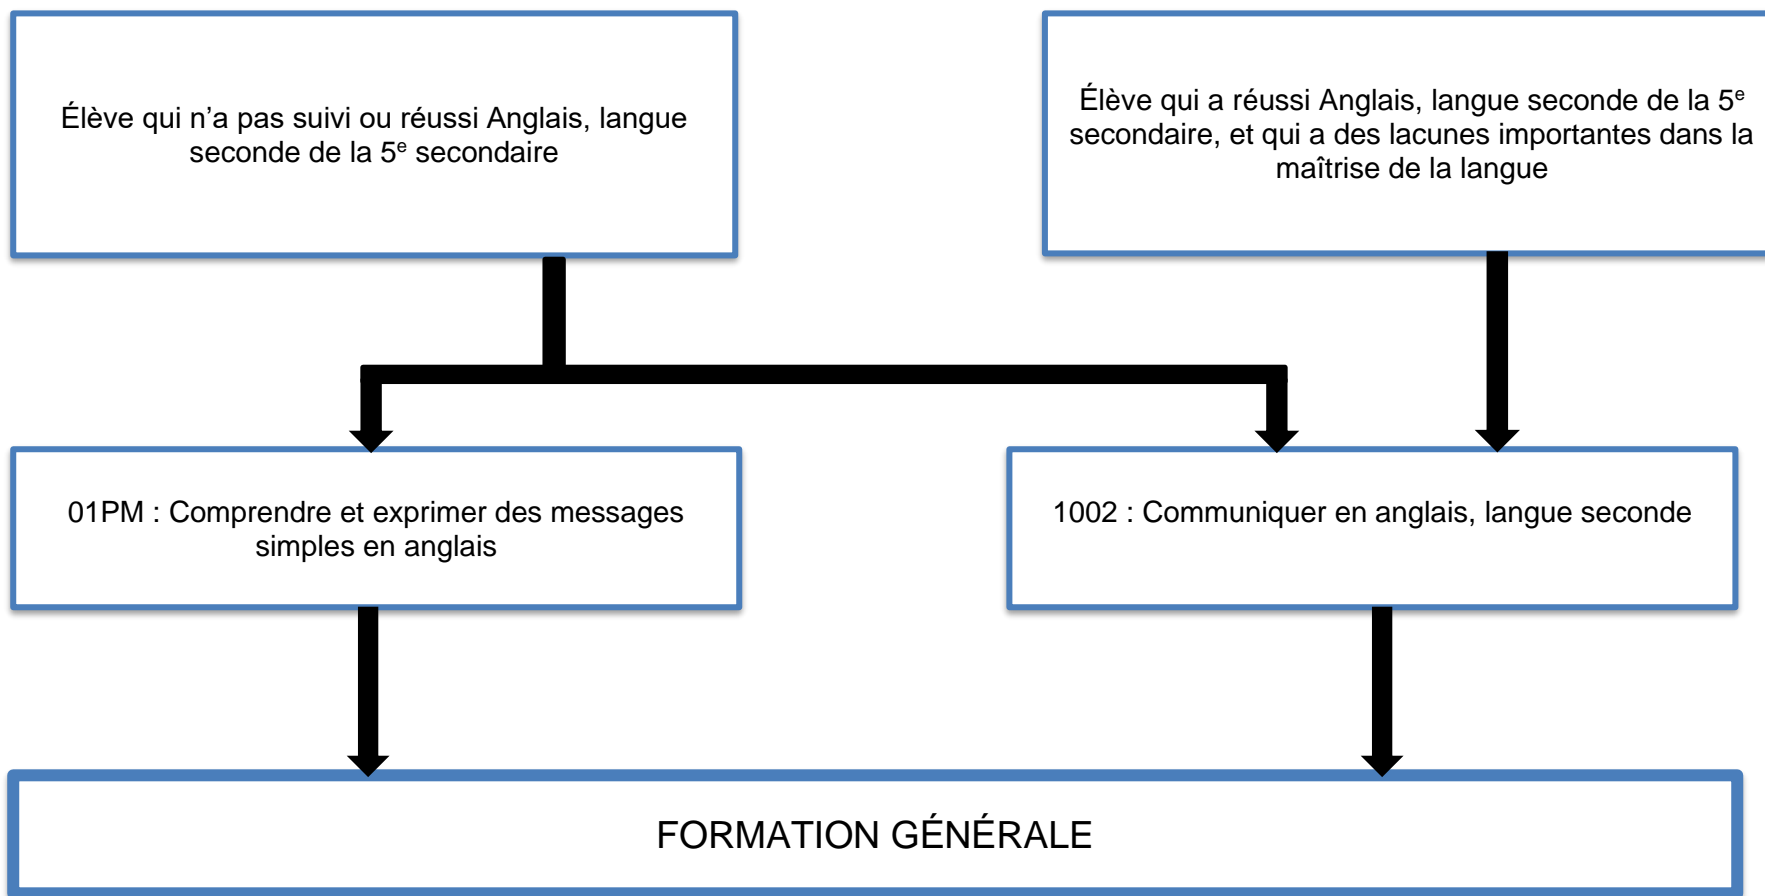 Élève qui n’a pas suivi ou réussi Anglais, langue
seconde de la 5e secondaire
Élève qui a réussi Anglais, langue seconde de la 5e
secondaire, et qui a des lacunes importantes dans la
maîtrise de la langue
01PM : Comprendre et exprimer des messages
simples en anglais
1002 : Communiquer en anglais, langue seconde
FORMATION GÉNÉRALE